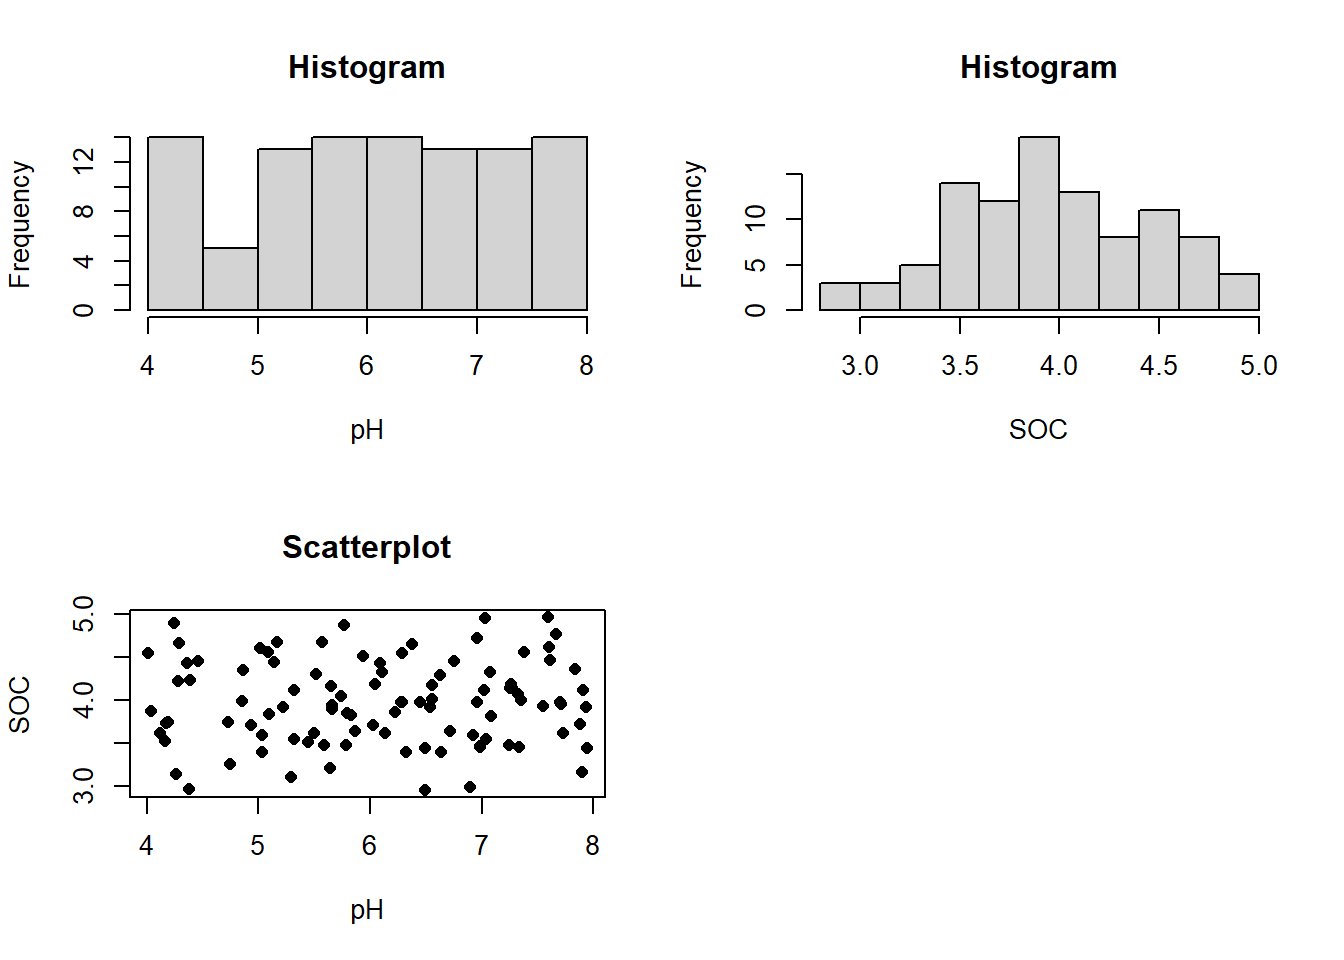 Histogram
Frequency
0 4 8 12
4 5 6 7 8
pH
Histogram
Frequency
0 5 10
3.0 3.5 4.0 4.5 5.0
SOC
Scatterplot
SOC
3.0 4.0 5.0
4 5 6 7 8
pH